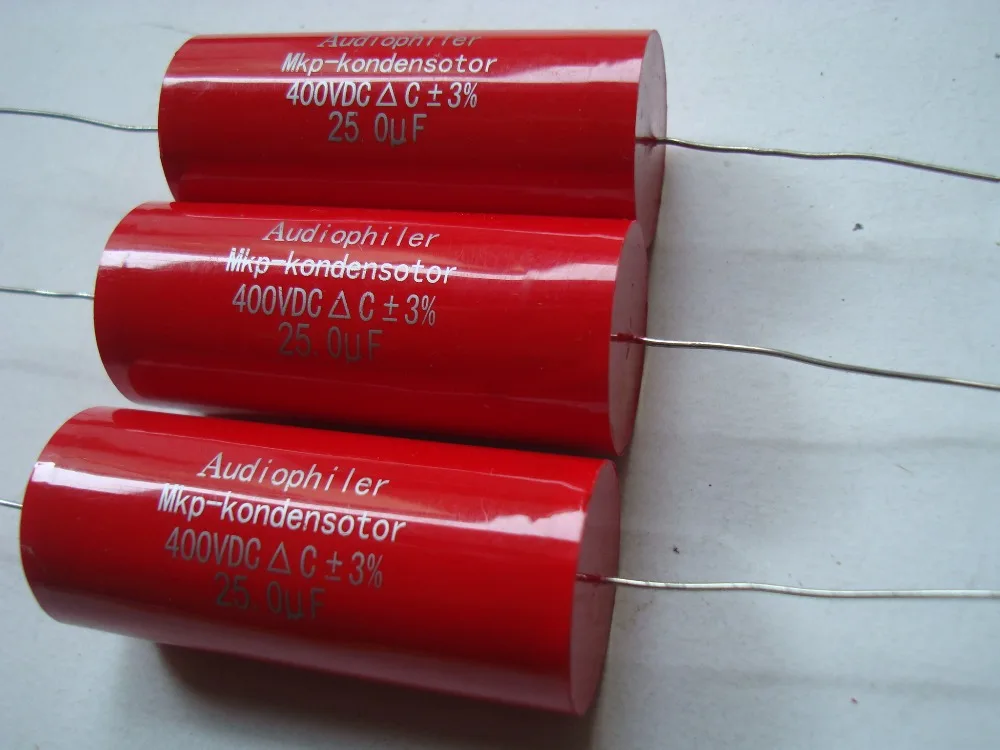 Audiophiler
Mkp-kondensotor
400VDC △ C ± 3%
25.0μF
Audiophiler
Mkp-kondensotor
400VDC △ C ± 3%
25.0μF
Audiophiler
Mkp-kondensotor
400VDC △ C ± 3%
25.0μF